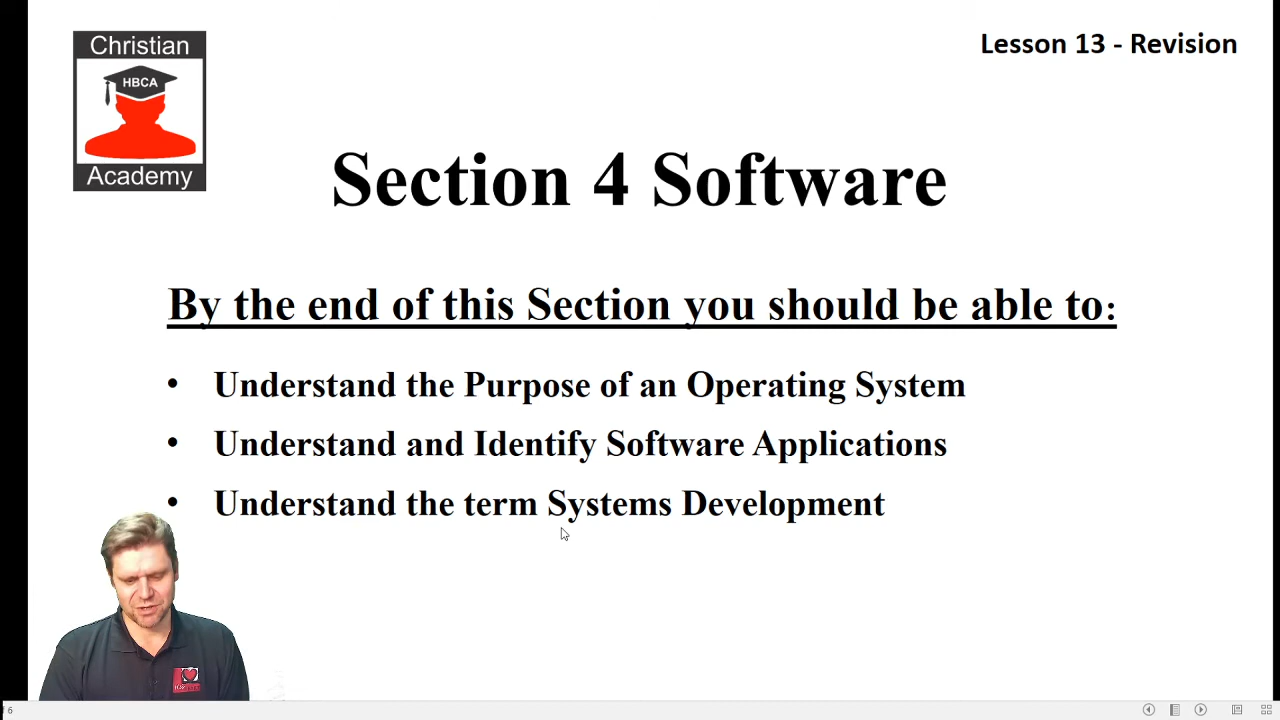 Lesson 13 - Revision
Christian
HBCA
Academy
Section 4 Software
By the end of this Section you should be able to:
• Understand the Purpose of an Operating System
• Understand and Identify Software Applications
• Understand the term Systems Development
f 6